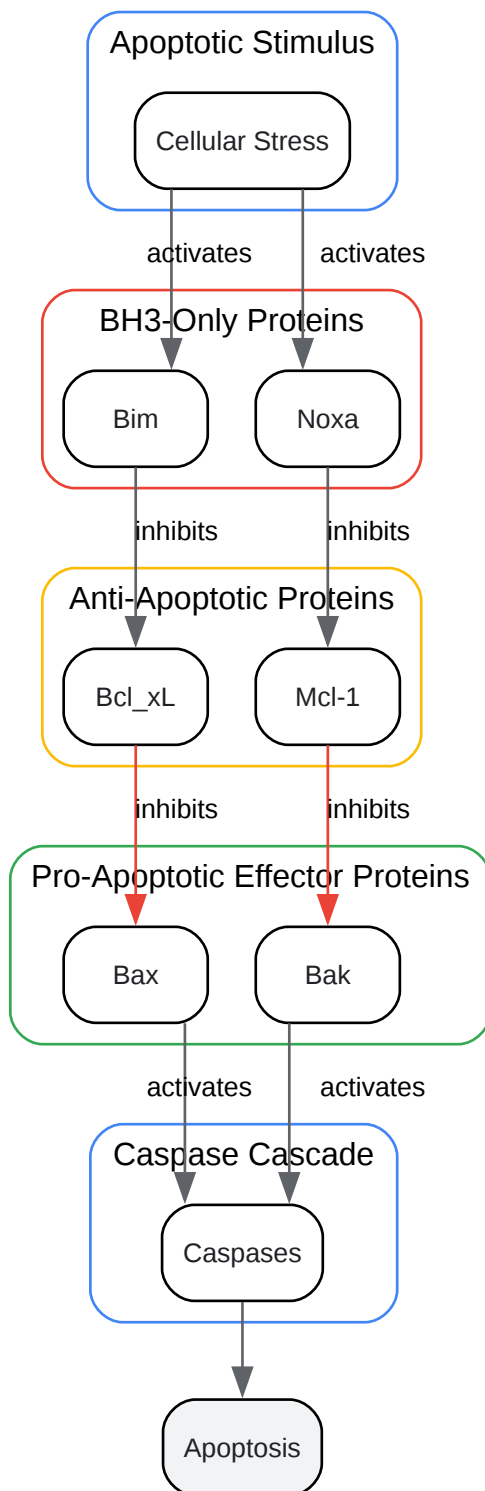 Apoptotic Stimulus
Cellular Stress
activates
activates
BH3-Only Proteins
Bim
Noxa
inhibits
inhibits
Anti-Apoptotic Proteins
Bcl_xL
Mcl-1
inhibits
inhibits
Pro-Apoptotic Effector Proteins
Bax
Bak
activates
activates
Caspase Cascade
Caspases
Apoptosis